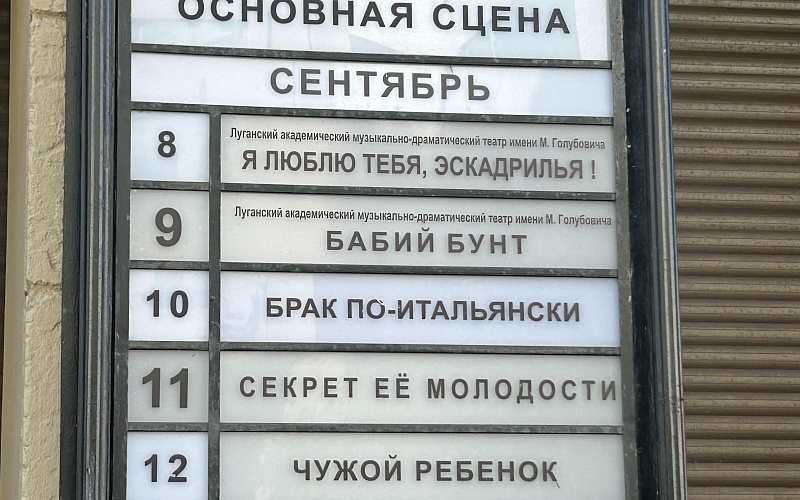 ОСНОВНАЯ СЦЕНА
СЕНТЯБРЬ
8
Луганский академический музыкально-драматический театр имени М. Голубовича
Я ЛЮБЛЮ ТЕБЯ, ЭСКАДРИЛЬЯ !
9
Луганский академический музыкально-драматический театр имени М. Голубовича
БАБИЙ БУНТ
10
БРАК ПО-ИТАЛЬЯНСКИ
11
СЕКРЕТ ЕЁ МОЛОДОСТИ
12
ЧУЖОЙ РЕБЕНОК